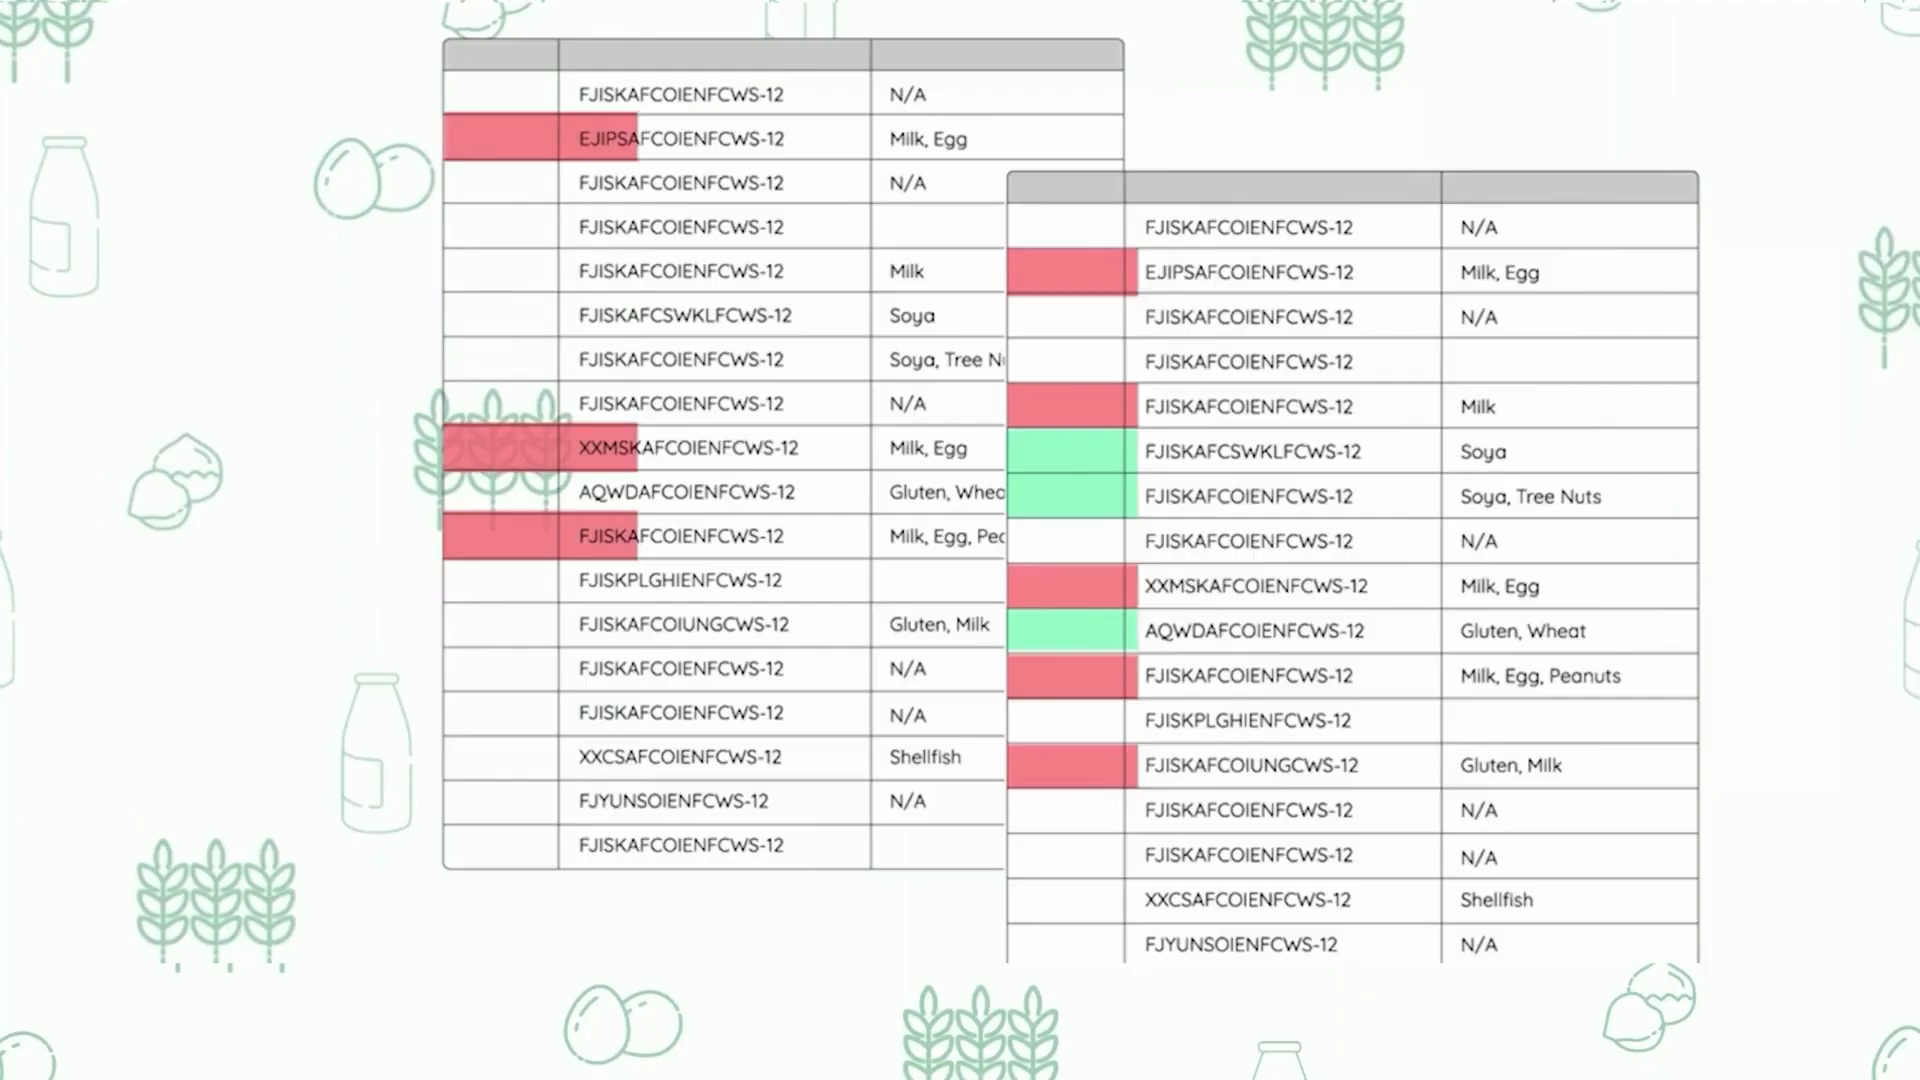 FJISKAFCOIENFCWS-12 N/A
EJIPSAFCOIENFCWS-12 Milk, Egg
FJISKAFCOIENFCWS-12 N/A
FJISKAFCOIENFCWS-12
FJISKAFCOIENFCWS-12 Milk
FJISKAFCSWKLFCWS-12 Soya
FJISKAFCOIENFCWS-12 Soya, Tree
FJISKAFCOIENFCWS-12 N/A
XXMSKAFCOIENFCWS-12 Milk, Egg
AQWDAFCOIENFCWS-12 Gluten,
FJISKAFCOIENFCWS-12 Milk, Egg,
FJISKPLGHIENFCWS-12
FJISKAFCOIUNGCWS-12 Gluten, Milk
FJISKAFCOIENFCWS-12 N/A
FJISKAFCOIENFCWS-12 N/A
XXCSAFCOIENFCWS-12 Shellfish
FJYUNSOIENFCWS-12 N/A
FJISKAFCOIENFCWS-12
FJISKAFCOIENFCWS-12 N/A
EJIPSAFCOIENFCWS-12 Milk, Egg
FJISKAFCOIENFCWS-12 N/A
FJISKAFCOIENFCWS-12
FJISKAFCOIENFCWS-12 Milk
FJISKAFCSWKLFCWS-12 Soya
FJISKAFCOIENFCWS-12 Soya, Tree Nuts
FJISKAFCOIENFCWS-12 N/A
XXMSKAFCOIENFCWS-12 Milk, Egg
AQWDAFCOIENFCWS-12 Gluten, Wheat
FJISKAFCOIENFCWS-12 Milk, Egg, Peanuts
FJISKPLGHIENFCWS-12
FJISKAFCOIUNGCWS-12 Gluten, Milk
FJISKAFCOIENFCWS-12 N/A
FJISKAFCOIENFCWS-12 N/A
XXCSAFCOIENFCWS-12 Shellfish
FJYUNSOIENFCWS-12 N/A